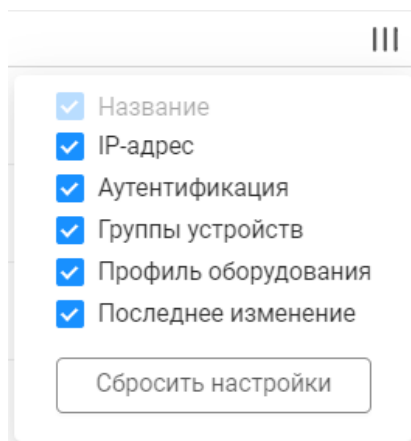 Название
IP-адрес
Аутентификация
Группы устройств
Профиль оборудования
Последнее изменение
Сбросить настройки